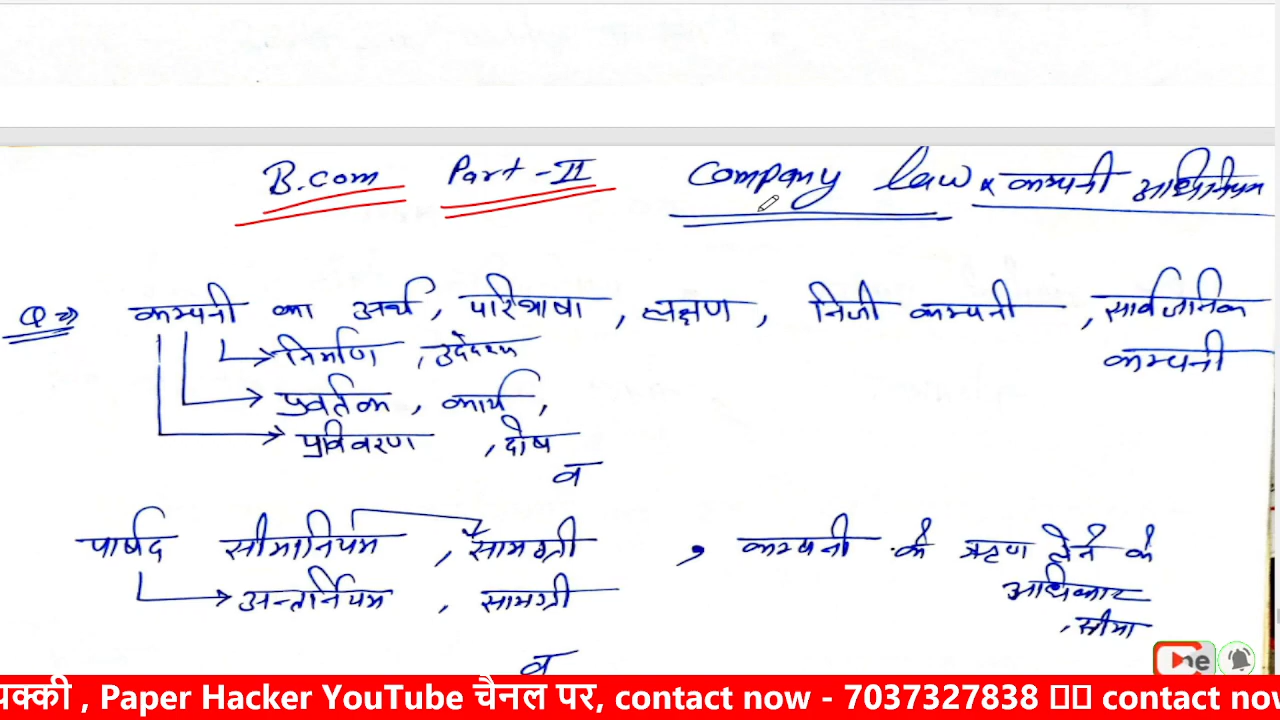 B.com Part-II Company law कम्पनी अधिनियम
Q⇒ कम्पनी का अर्थ, परिभाषा, लक्षण, निजी कम्पनी, सार्वजनिक
कम्पनी
निर्माण, उद्देश्य
प्रवर्तक, कार्य,
प्रविवरण, दोष
व
पार्षद सीमानियम, सामग्री, कम्पनी के ऋण लेने के
अधिकार
अन्तर्नियम, सामग्री
, सीमा
व
पक्की , Paper Hacker YouTube चैनल पर, contact now - 7037327838 contact now